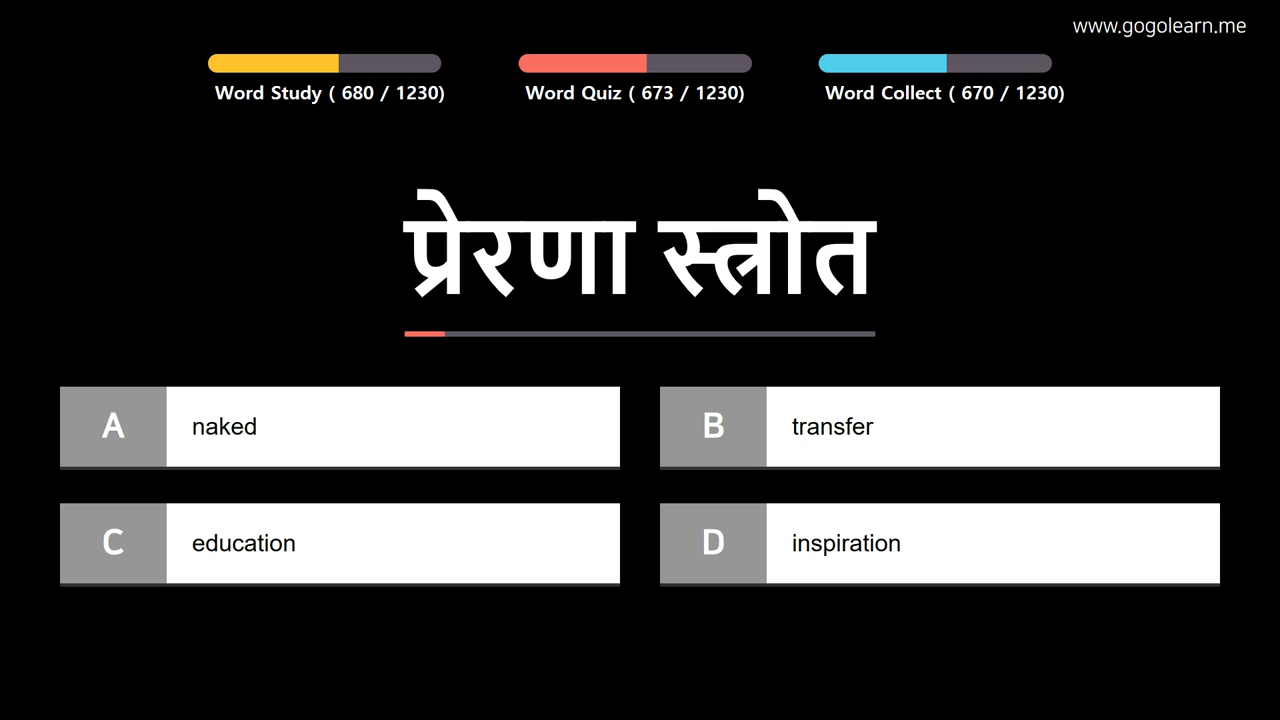 www.gogolearn.me
Word Study ( 680 / 1230)
Word Quiz ( 673 / 1230)
Word Collect ( 670 / 1230)
प्रेरणा स्त्रोत
A naked
B transfer
C education
D inspiration